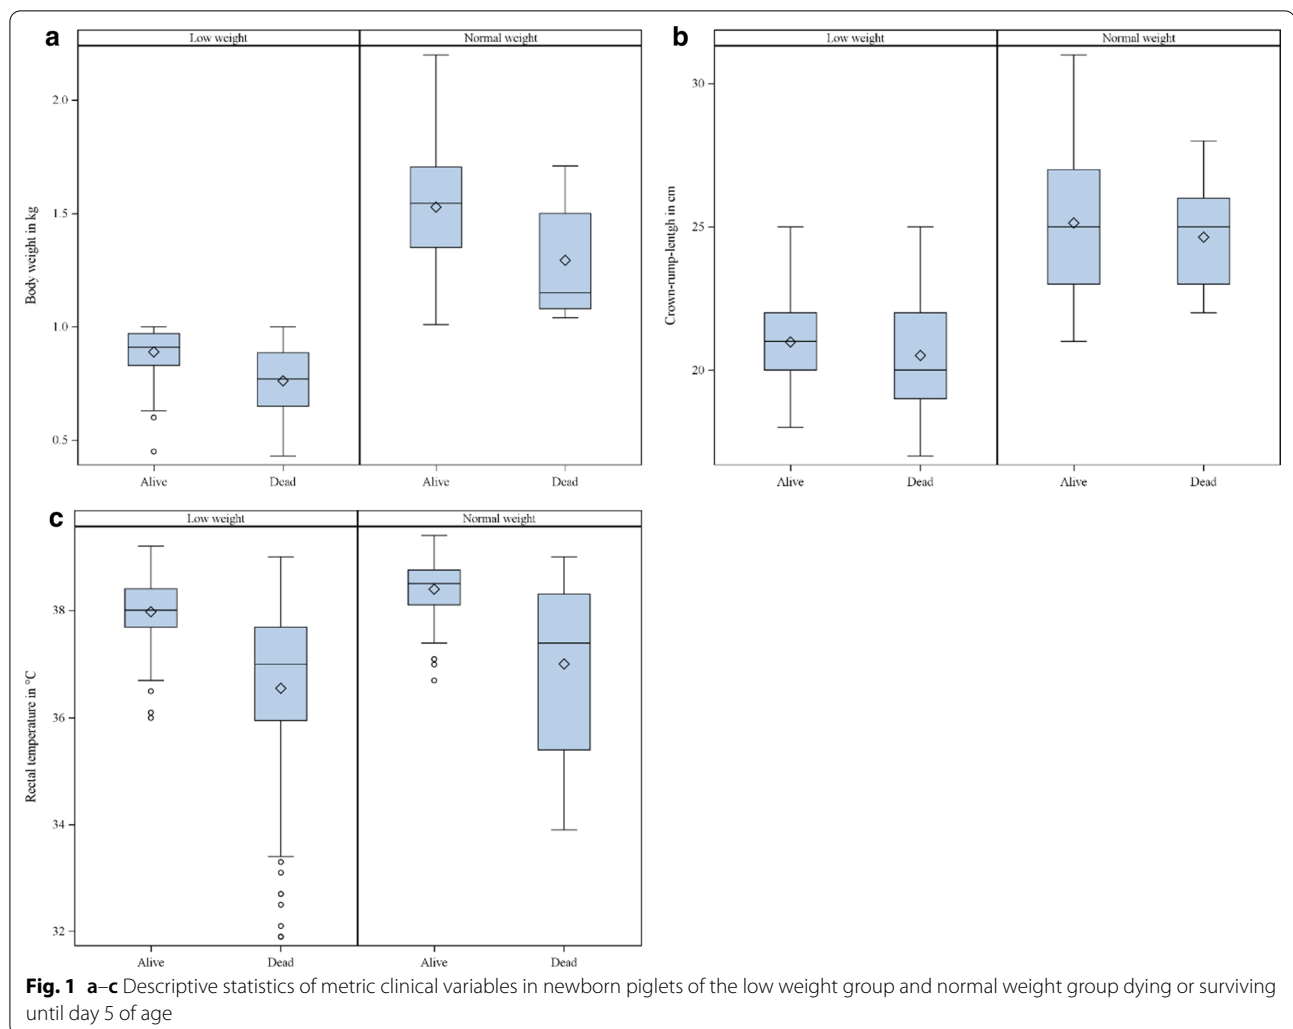 a
Low weight
Normal weight
Body weight in kg
2.0
1.5
1.0
0.5
Alive
Dead
Alive
Dead
b
Low weight
Normal weight
Crown-rump-lentgh in cm
30
25
20
Alive
Dead
Alive
Dead
c
Low weight
Normal weight
Rectal temperature in °C
38
36
34
32
Alive
Dead
Alive
Dead
Fig. 1 a–c Descriptive statistics of metric clinical variables in newborn piglets of the low weight group and normal weight group dying or surviving
until day 5 of age